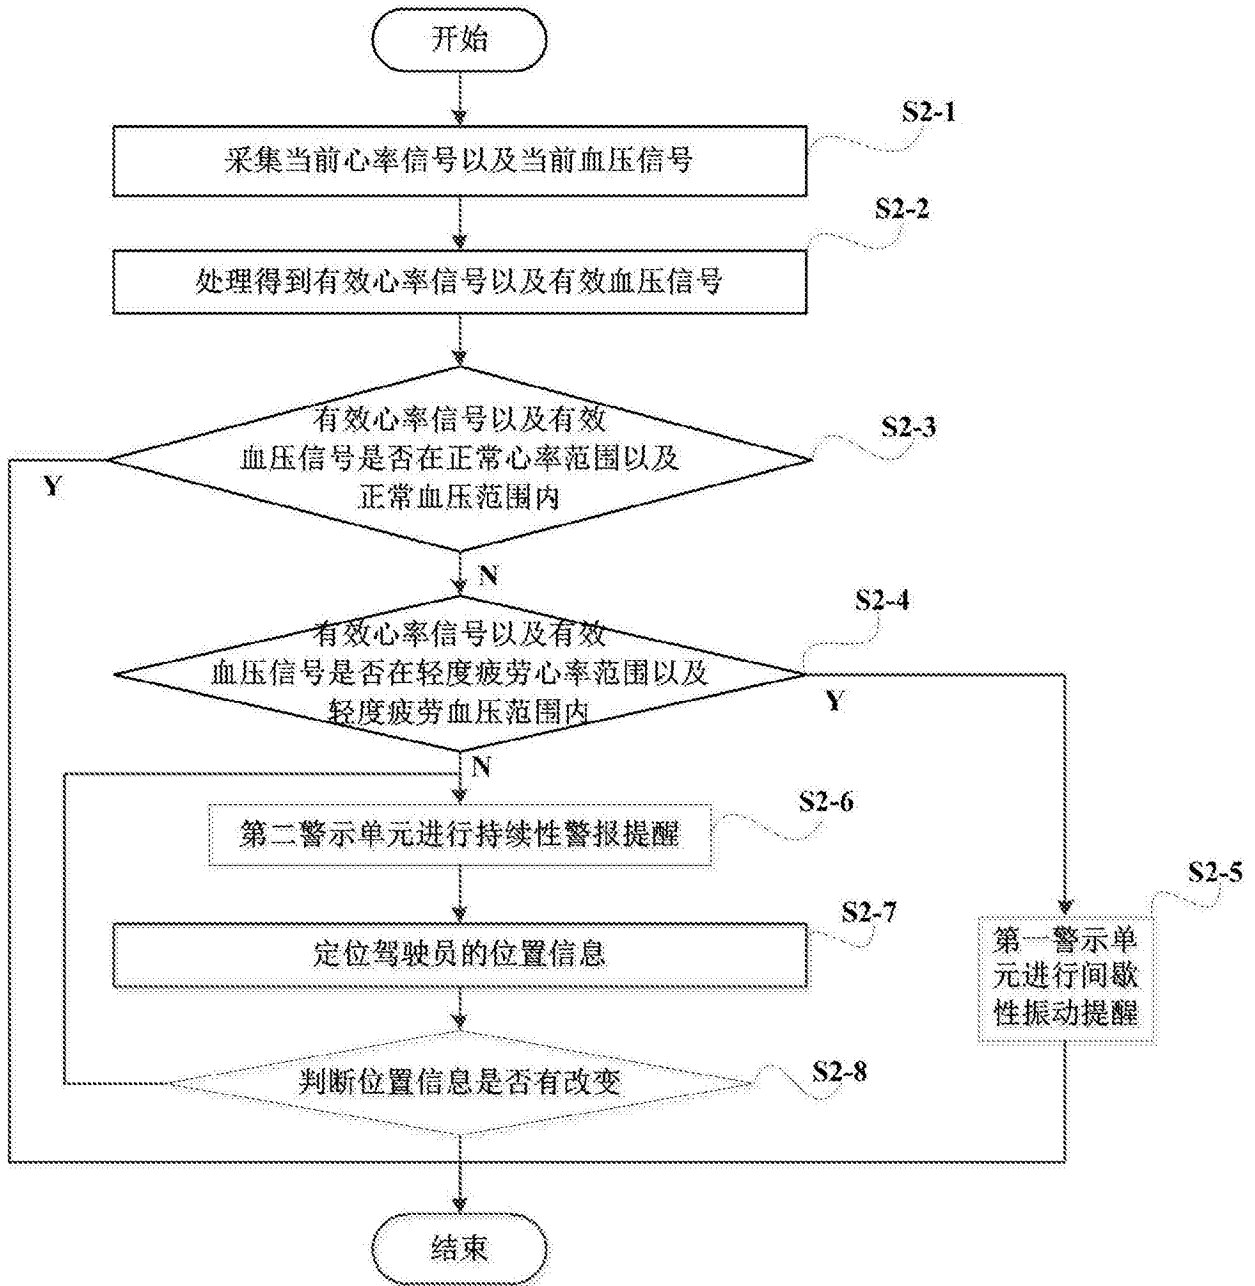 开始
S2-1
采集当前心率信号以及当前血压信号
S2-2
处理得到有效心率信号以及有效血压信号
有效心率信号以及有效
血压信号是否在正常心率范围以及
正常血压范围内
S2-3
Y
N
S2-4
有效心率信号以及有效
血压信号是否在轻度疲劳心率范围以及
轻度疲劳血压范围内
Y
N
S2-6
第二警示单元进行持续性警报提醒
S2-5
第一警示单
元进行间歇
性振动提醒
S2-7
定位驾驶员的位置信息
判断位置信息是否有改变
S2-8
结束